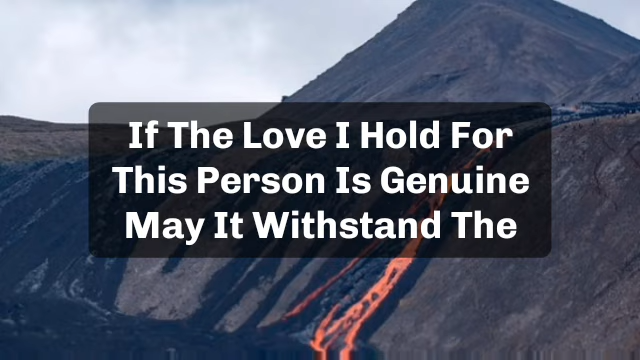 If The Love I Hold For
This Person Is Genuine
May It Withstand The